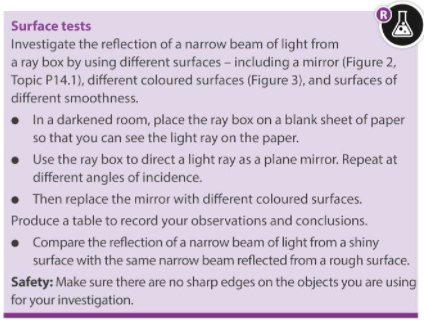 R
Surface tests
Investigate the reflection of a narrow beam of light from
a ray box by using different surfaces – including a mirror (Figure 2,
Topic P14.1), different coloured surfaces (Figure 3), and surfaces of
different smoothness.
● In a darkened room, place the ray box on a blank sheet of paper
so that you can see the light ray on the paper.
● Use the ray box to direct a light ray as a plane mirror. Repeat at
different angles of incidence.
● Then replace the mirror with different coloured surfaces.
Produce a table to record your observations and conclusions.
● Compare the reflection of a narrow beam of light from a shiny
surface with the same narrow beam reflected from a rough surface.
Safety: Make sure there are no sharp edges on the objects you are using
for your investigation.